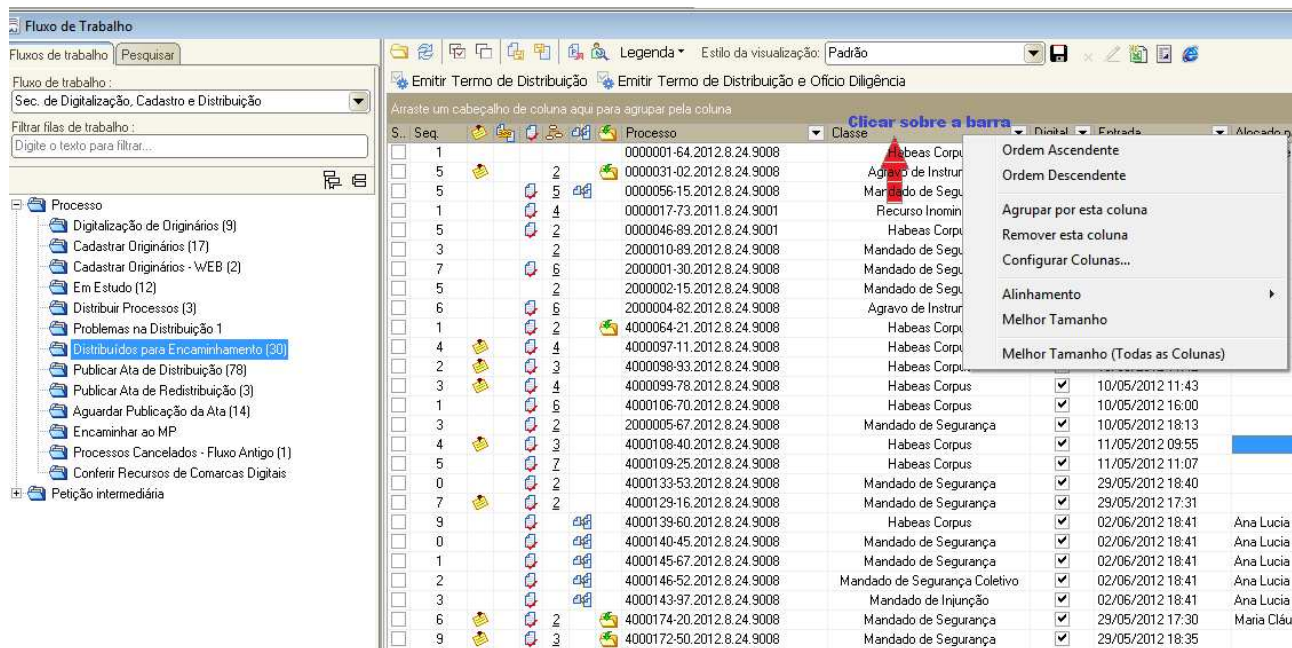 Fluxo de Trabalho
Fluxos de trabalho Pesquisar
Legenda Estilo da visualização: Padrão
Emitir Termo de Distribuição Emitir Termo de Distribuição e Ofício Diligência
Fluxo de trabalho :
Sec. de Digitalização, Cadastro e Distribuição
Filtrar filas de trabalho :
Digite o texto para filtrar...
Processo
Digitalização de Originários (9)
Cadastrar Originários (17)
Cadastrar Originários - WEB (2)
Em Estudo (12)
Distribuir Processos (3)
Problemas na Distribuição 1
Distribuídos para Encaminhamento (30)
Publicar Ata de Distribuição (78)
Publicar Ata de Redistribuição (3)
Aguardar Publicação da Ata (14)
Encaminhar ao MP
Processos Cancelados - Fluxo Antigo (1)
Conferir Recursos de Comarcas Digitais
Petição intermediária
Arraste um cabeçalho de coluna aqui para agrupar pela coluna
Clicar sobre a barra
S.. Seq. Processo Classe Digital Entrada
1 0000001-64.2012.8.24.9008 Habeas Corpu
5 2 0000031-02.2012.8.24.9008 Agravo de Instrur
5 5 0000056-15.2012.8.24.9008 Mandado de Segu
1 4 0000017-73.2011.8.24.9001 Recurso Inomin
5 2 0000046-89.2012.8.24.9001 Habeas Corpu
3 2 2000010-89.2012.8.24.9008 Mandado de Segu
7 6 2000001-30.2012.8.24.9008 Mandado de Segu
5 2 2000002-15.2012.8.24.9008 Mandado de Segu
6 6 2000004-82.2012.8.24.9008 Agravo de Instrur
1 2 4000064-21.2012.8.24.9008 Habeas Corpu
4 4 4000097-11.2012.8.24.9008 Habeas Corpu
2 3 4000098-93.2012.8.24.9008 Habeas Corpus
3 4 4000099-78.2012.8.24.9008 Habeas Corpus 10/05/2012 11:43
1 6 4000106-70.2012.8.24.9008 Habeas Corpus 10/05/2012 16:00
3 2 2000005-67.2012.8.24.9008 Mandado de Segurança 10/05/2012 18:13
4 3 4000108-40.2012.8.24.9008 Habeas Corpus 11/05/2012 09:55
5 7 4000109-25.2012.8.24.9008 Habeas Corpus 11/05/2012 11:07
0 2 4000133-53.2012.8.24.9008 Mandado de Segurança 29/05/2012 18:40
7 2 4000129-16.2012.8.24.9008 Mandado de Segurança 29/05/2012 17:31
9 4000139-60.2012.8.24.9008 Habeas Corpus 02/06/2012 18:41 Ana Lucia
0 4000140-45.2012.8.24.9008 Mandado de Segurança 02/06/2012 18:41 Ana Lucia
1 4000145-67.2012.8.24.9008 Mandado de Segurança 02/06/2012 18:41 Ana Lucia
2 4000146-52.2012.8.24.9008 Mandado de Segurança Coletivo 02/06/2012 18:41 Ana Lucia
3 4000143-97.2012.8.24.9008 Mandado de Injunção 02/06/2012 18:41 Ana Lucia
6 2 4000174-20.2012.8.24.9008 Mandado de Segurança 29/05/2012 17:30 Maria Cláu
9 3 4000172-50.2012.8.24.9008 Mandado de Segurança 29/05/2012 18:35
Ordem Ascendente
Ordem Descendente
Agrupar por esta coluna
Remover esta coluna
Configurar Colunas...
Alinhamento
Melhor Tamanho
Melhor Tamanho (Todas as Colunas)